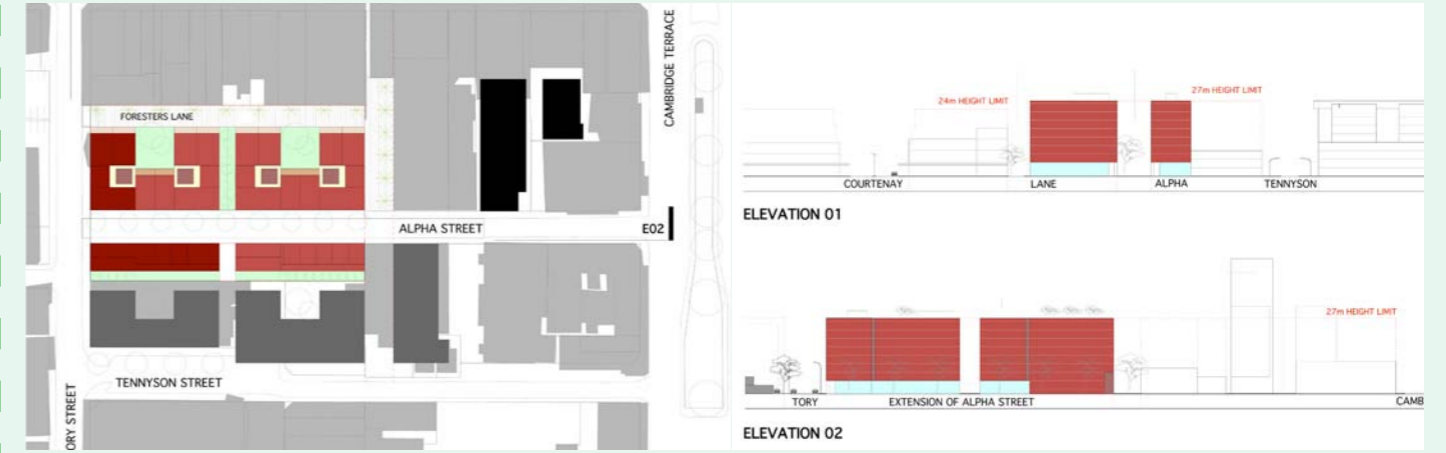 CAMBRIDGE TERRACE
FORESTERS LANE
ALPHA STREET
E02
TENNYSON STREET
ORY STREET
24m HEIGHT LIMIT
27m HEIGHT LIMIT
COURTENAY
LANE
ALPHA
TENNYSON
ELEVATION 01
27m HEIGHT LIMIT
TORY
EXTENSION OF ALPHA STREET
CAMB
ELEVATION 02